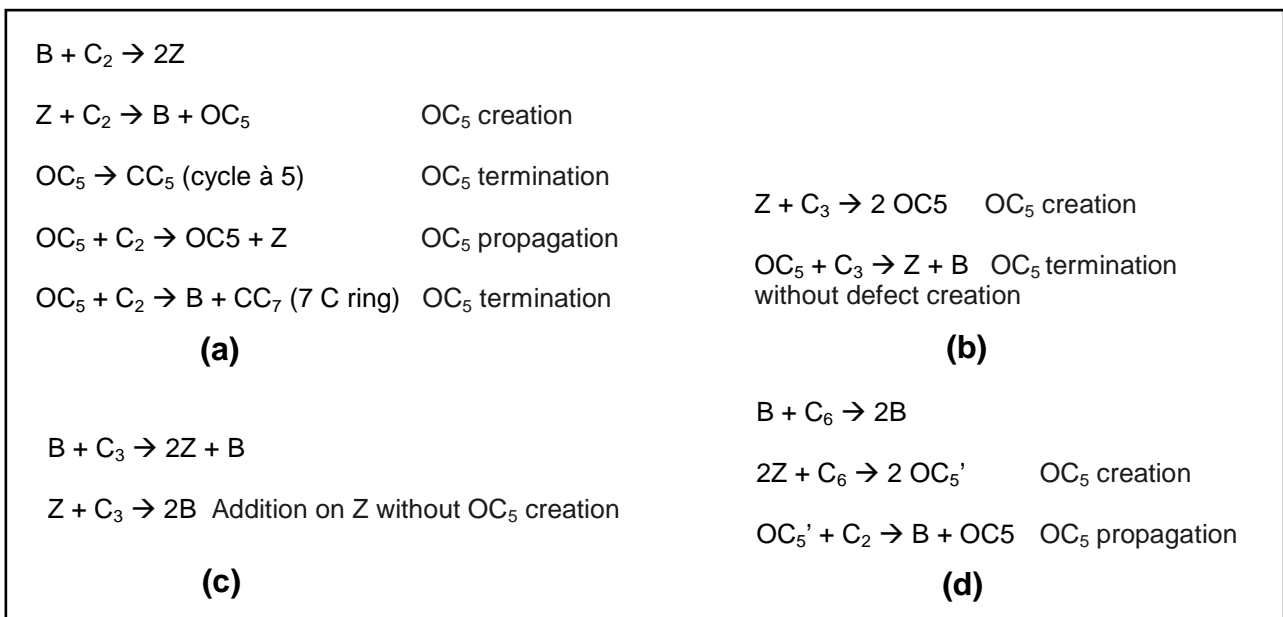 B + C₂ → 2Z
Z + C₂ → B + OC₅ OC₅ creation
OC₅ → CC₅ (cycle à 5) OC₅ termination
OC₅ + C₂ → OC5 + Z OC₅ propagation
OC₅ + C₂ → B + CC₇ (7 C ring) OC₅ termination
(a)
Z + C₃ → 2 OC5 OC₅ creation
OC₅ + C₃ → Z + B OC₅ termination
without defect creation
(b)
B + C₃ → 2Z + B
Z + C₃ → 2B Addition on Z without OC₅ creation
(c)
B + C₆ → 2B
2Z + C₆ → 2 OC₅' OC₅ creation
OC₅' + C₂ → B + OC5 OC₅ propagation
(d)